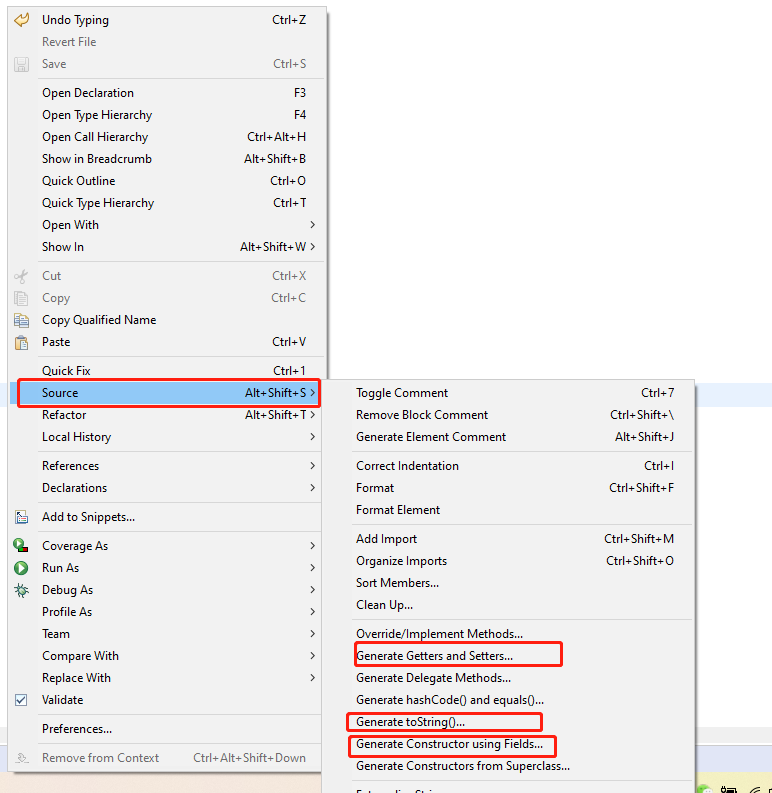 Undo Typing Ctrl+Z
Revert File
Save Ctrl+S
Open Declaration F3
Open Type Hierarchy F4
Open Call Hierarchy Ctrl+Alt+H
Show in Breadcrumb Alt+Shift+B
Quick Outline Ctrl+O
Quick Type Hierarchy Ctrl+T
Open With >
Show In Alt+Shift+W >
Cut Ctrl+X
Copy Ctrl+C
Copy Qualified Name
Paste Ctrl+V
Quick Fix Ctrl+1
Source Alt+Shift+S >
Refactor Alt+Shift+T >
Local History >
References >
Declarations >
Add to Snippets...
Coverage As >
Run As >
Debug As >
Profile As >
Team >
Compare With >
Replace With >
Validate
Preferences...
Remove from Context Ctrl+Alt+Shift+Down
Toggle Comment Ctrl+7
Remove Block Comment Ctrl+Shift+\
Generate Element Comment Alt+Shift+J
Correct Indentation Ctrl+I
Format Ctrl+Shift+F
Format Element
Add Import Ctrl+Shift+M
Organize Imports Ctrl+Shift+O
Sort Members...
Clean Up...
Override/Implement Methods...
Generate Getters and Setters...
Generate Delegate Methods...
Generate hashCode() and equals()...
Generate toString()...
Generate Constructor using Fields...
Generate Constructors from Superclass...